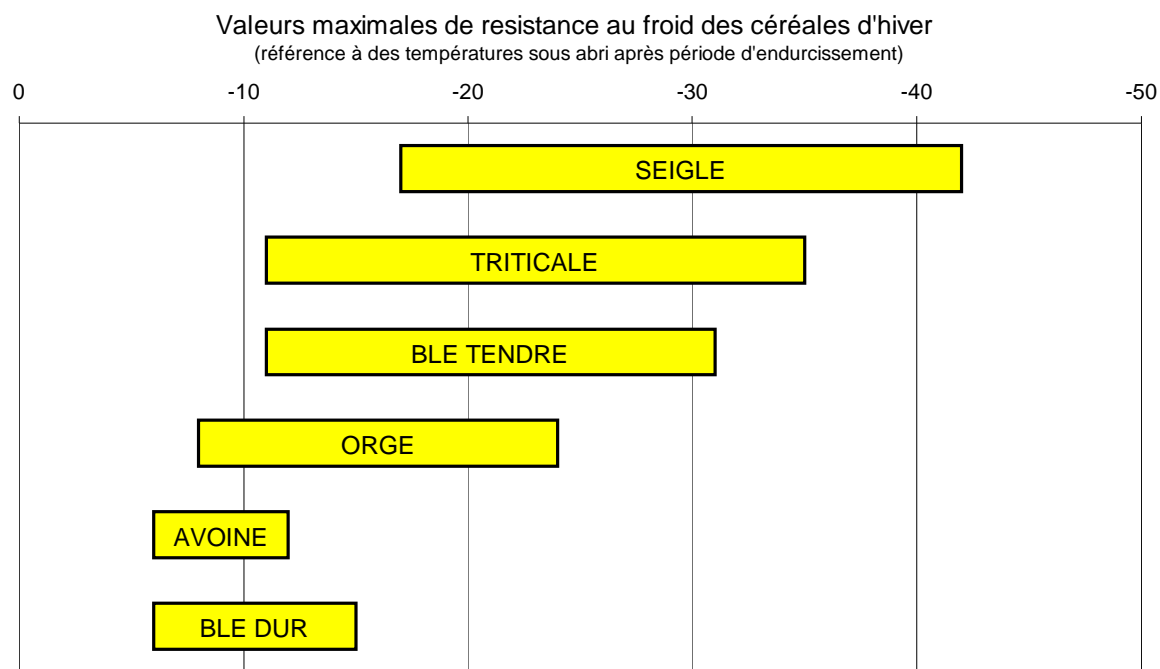 Valeurs maximales de resistance au froid des céréales d'hiver
(référence à des températures sous abri après période d'endurcissement)
0 -10 -20 -30 -40 -50
SEIGLE
TRITICALE
BLE TENDRE
ORGE
AVOINE
BLE DUR